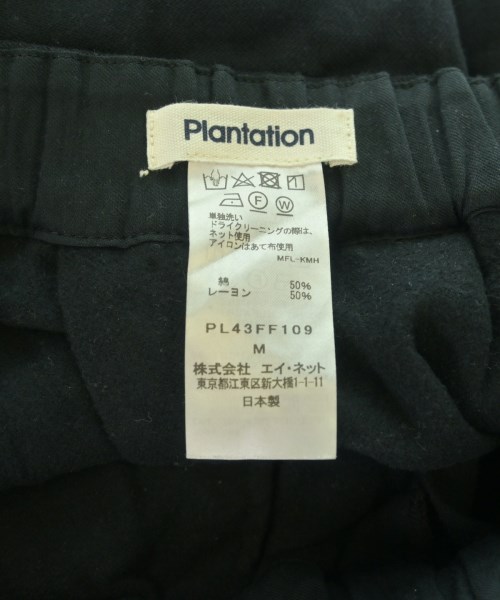 Plantation
F W
単独洗い
ドライクリーニングの際は、
ネット使用
アイロンはあて布使用
MFL-KMH
綿 50%
レーヨン 50%
PL43FF109
M
株式会社 エイ・ネット
東京都江東区新大橋1-1-11
日本製